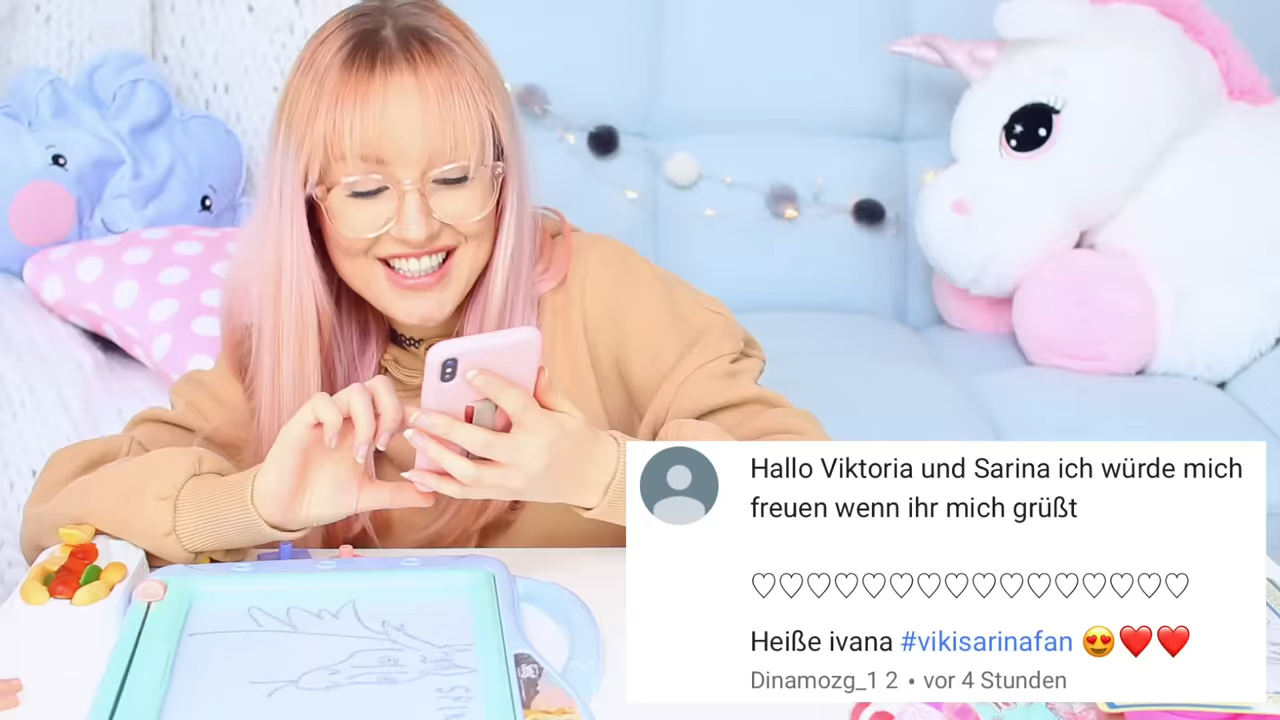 Hallo Viktoria und Sarina ich würde mich
freuen wenn ihr mich grüßt
♡♡♡♡♡♡♡♡♡♡♡♡♡♡♡♡
Heiße ivana #vikisarinafan 😍❤️❤️
Dinamozg_1 2 • vor 4 Stunden